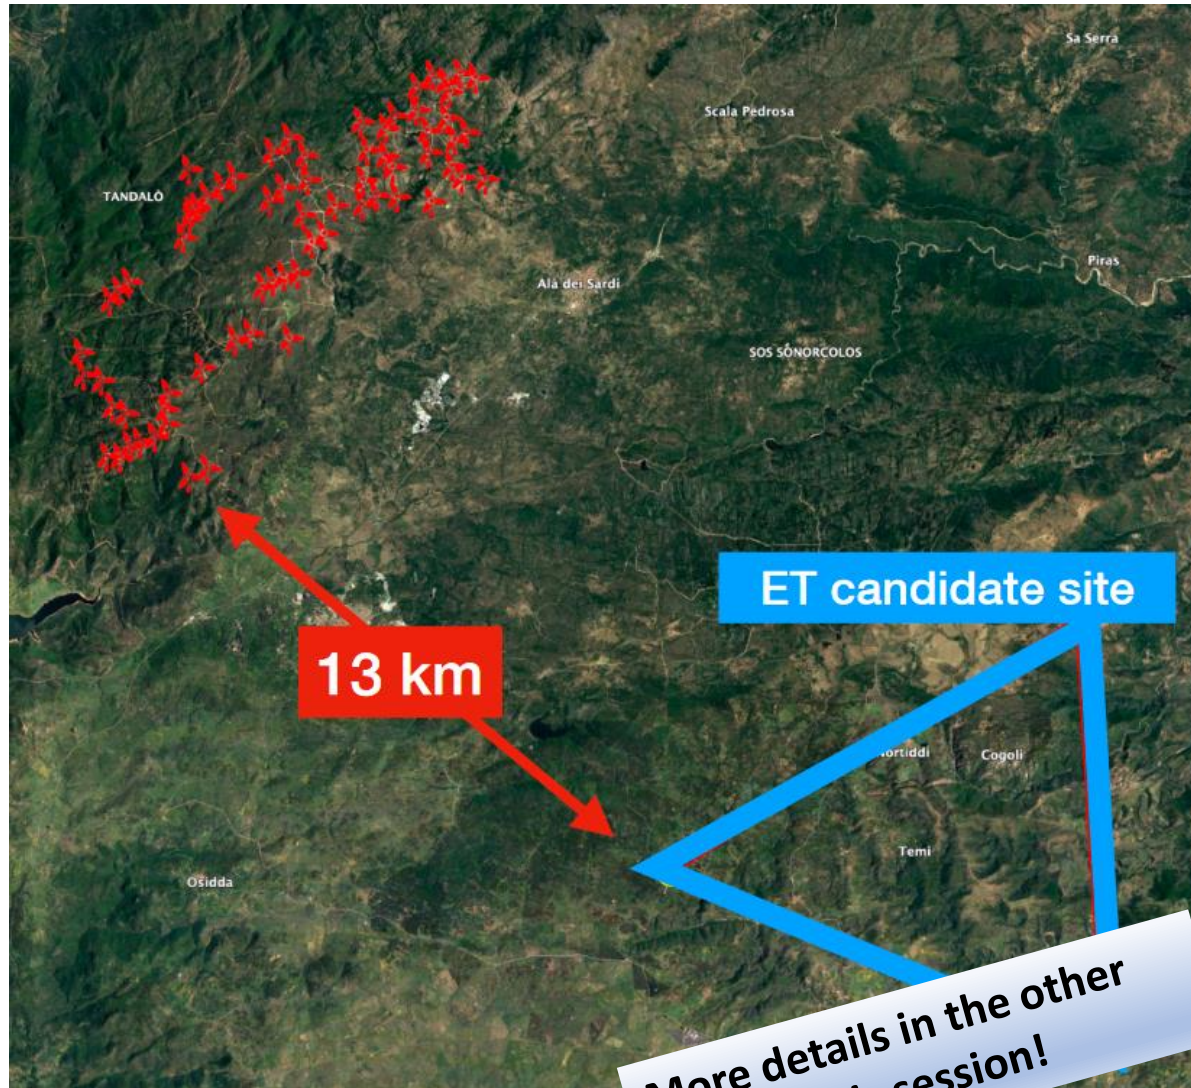 Sa Serra
Scala Pedrosa
TANDALÒ
Piras
Alà dei Sardi
SOS SÓNORCOLOS
ET candidate site
13 km
Cogoli
Temi
Osidda
More details in the other
session!